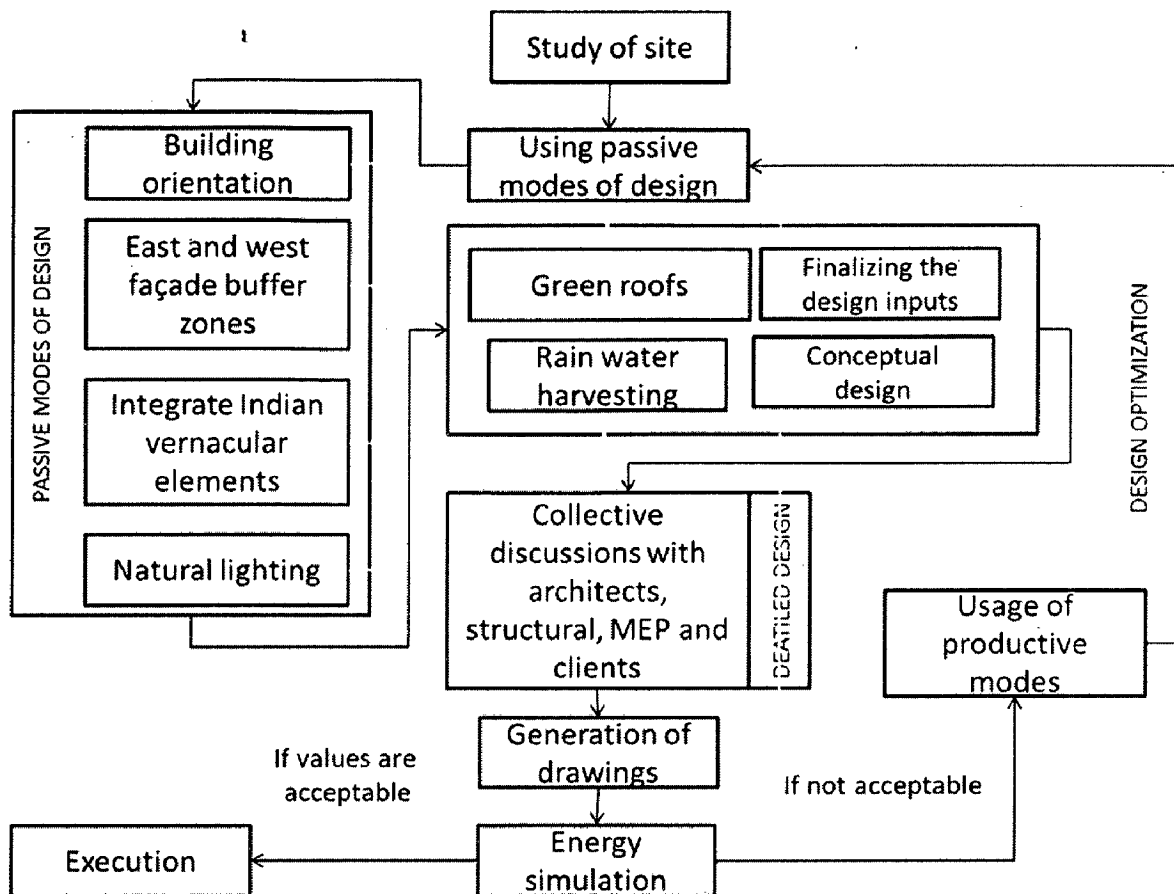 Study of site
Using passive
modes of design
PASSIVE MODES OF DESIGN
Building
orientation
East and west
façade buffer
zones
Integrate Indian
vernacular
elements
Natural lighting
Green roofs
Finalizing the
design inputs
Rain water
harvesting
Conceptual
design
DESIGN OPTIMIZATION
Collective
discussions with
architects,
structural, MEP and
clients
DEATILED DESIGN
Usage of
productive
modes
Generation of
drawings
If values are
acceptable
If not acceptable
Execution
Energy
simulation